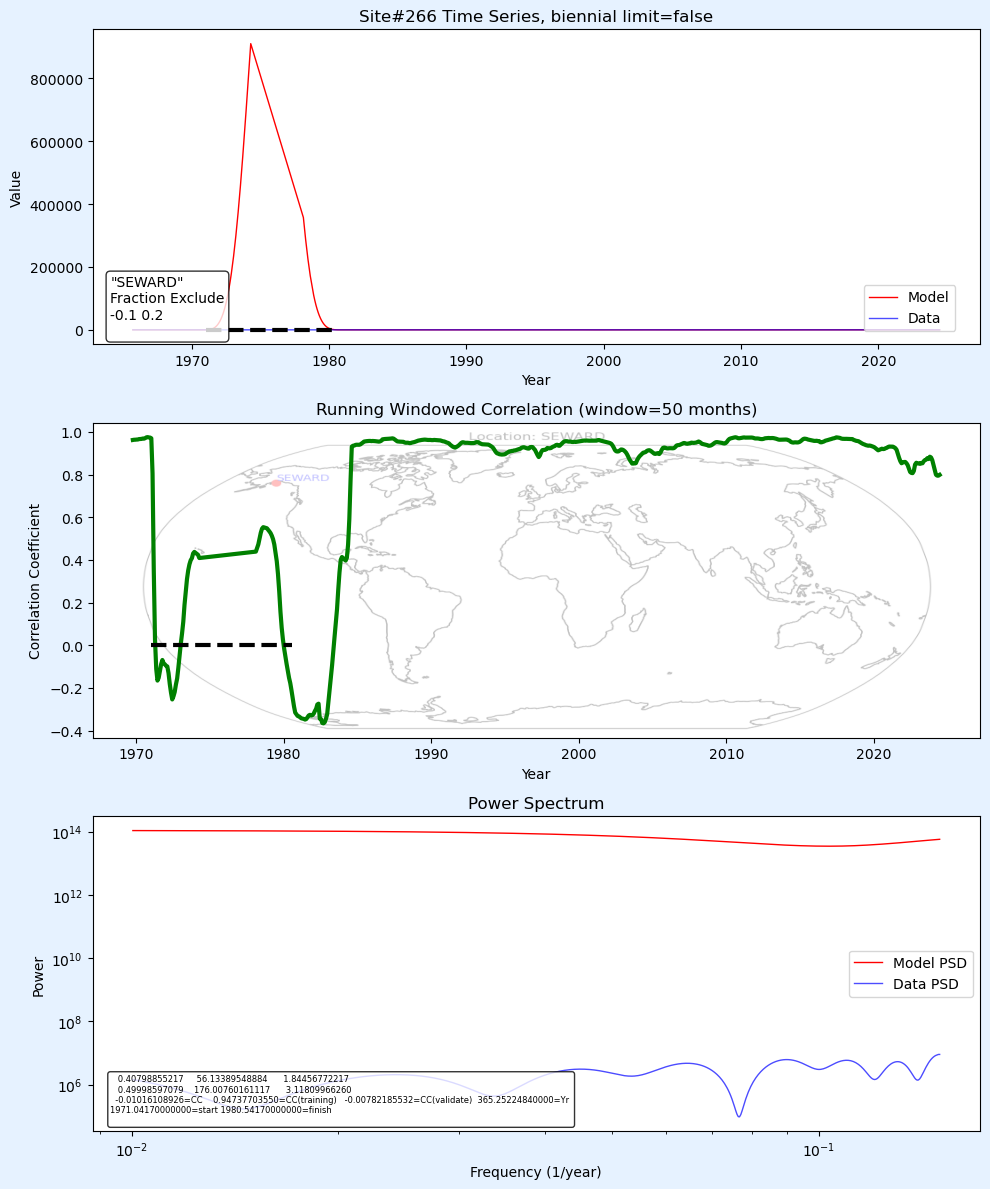 Site#266 Time Series, biennial limit=false
Value
800000
600000
400000
200000
0
"SEWARD"
Fraction Exclude
-0.1 0.2
Model
Data
1970 1980 1990 2000 2010 2020
Year
Running Windowed Correlation (window=50 months)
Location: SEWARD
SEWARD
Correlation Coefficient
1.0
0.8
0.6
0.4
0.2
0.0
−0.2
−0.4
1970 1980 1990 2000 2010 2020
Year
Power Spectrum
Power
10^14
10^12
10^10
10^8
10^6
Model PSD
Data PSD
0.40798855217 56.13389548884 1.84456772217
0.49998597079 176.00760161117 3.11809966260
-0.01016108926=CC 0.94737703550=CC(training) -0.00782185532=CC(validate) 365.25224840000=Yr
1971.04170000000=start 1980.54170000000=finish
10^−2 10^−1
Frequency (1/year)